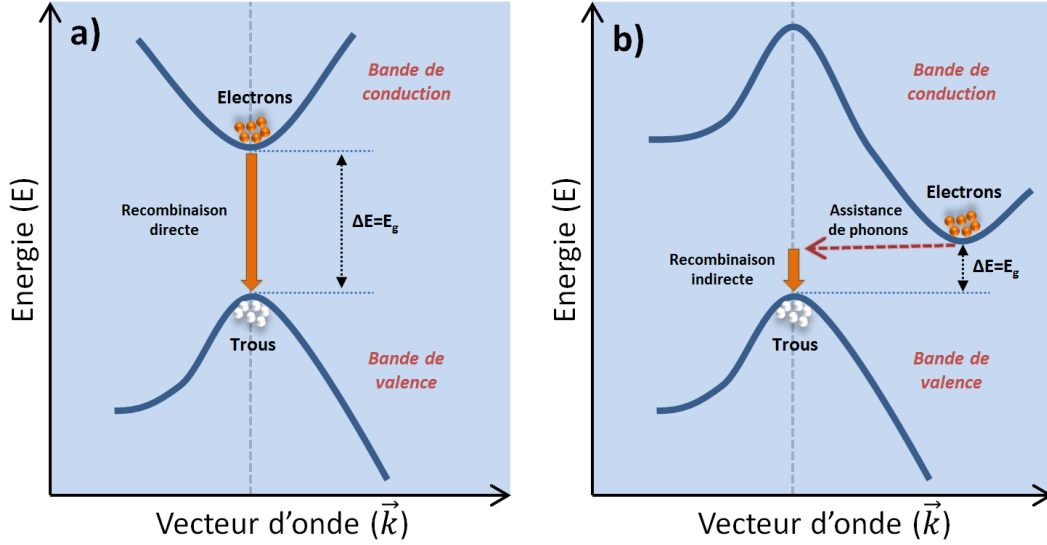 a)
Energie (E)
Bande de
conduction
Electrons
Recombinaison
directe
ΔE=Eg
Trous
Bande de
valence
Vecteur d'onde (k⃗)
b)
Energie (E)
Bande de
conduction
Electrons
Assistance
de phonons
Recombinaison
indirecte
ΔE=Eg
Trous
Bande de
valence
Vecteur d'onde (k⃗)